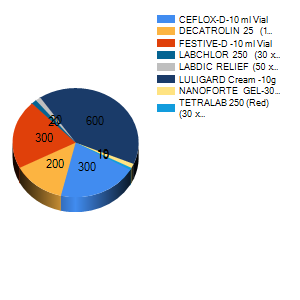 CEFLOX-D-10 ml Vial
DECATROLIN 25 (1...
FESTIVE-D -10 ml Vial
LABCHLOR 250 (30 x...
LABDIC RELIEF (50 x...
LULIGARD Cream -10g
NANOFORTE GEL-30...
TETRALAB 250 (Red)
(30 x...
600
300
200
300
20